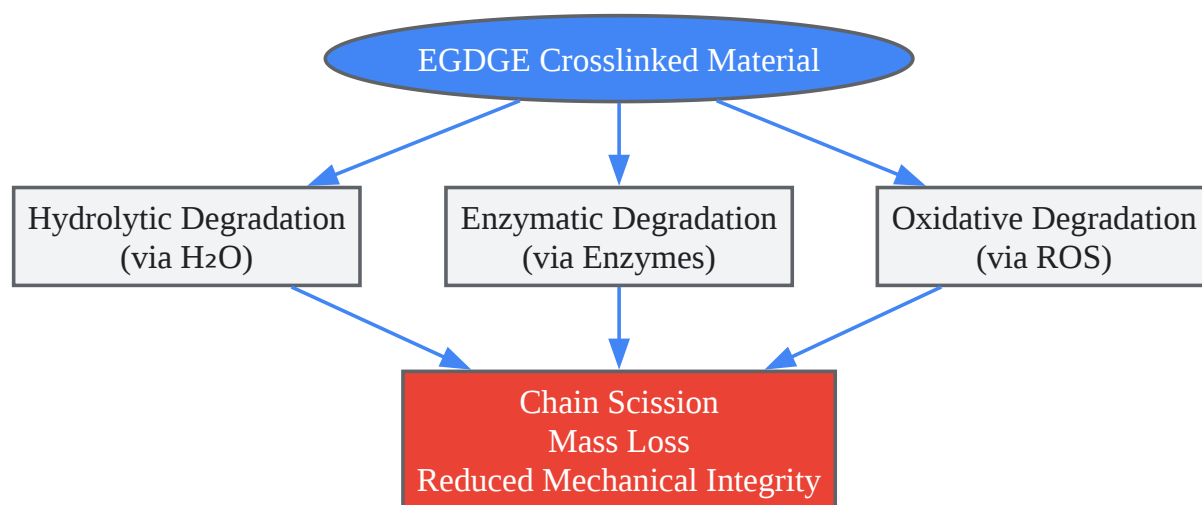 EGDGE Crosslinked Material
Hydrolytic Degradation
(via H₂O)
Enzymatic Degradation
(via Enzymes)
Oxidative Degradation
(via ROS)
Chain Scission
Mass Loss
Reduced Mechanical Integrity